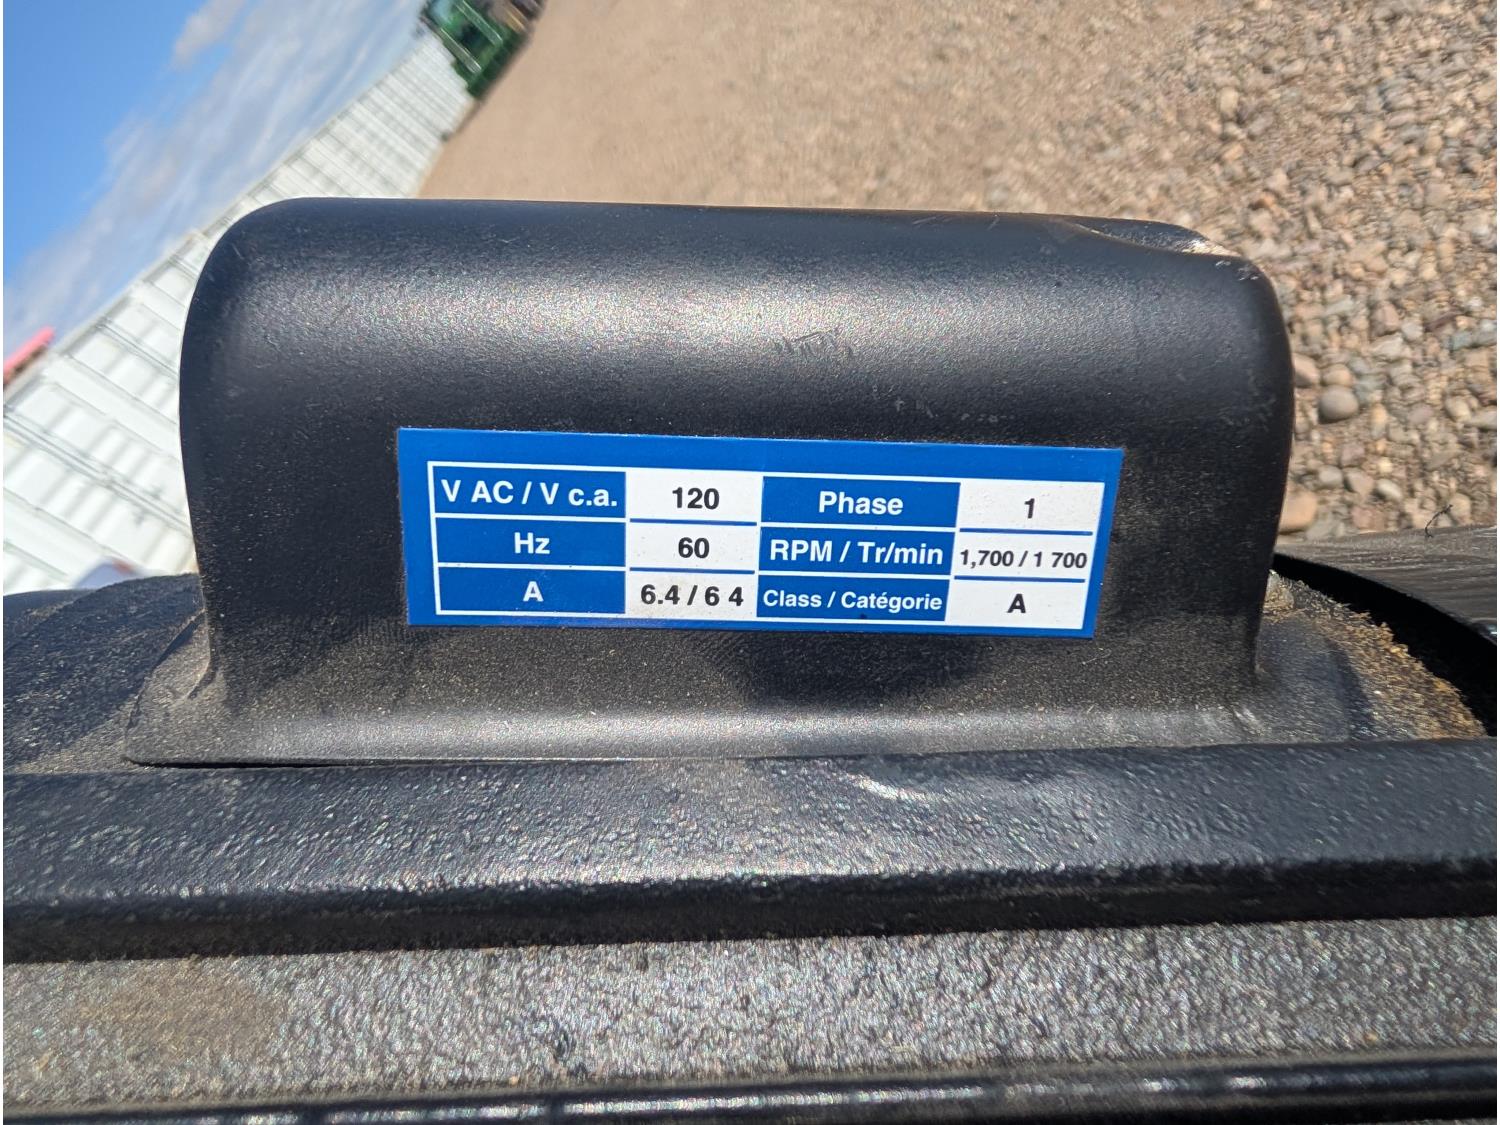 V AC / V c.a. 120 Phase 1
Hz 60 RPM / Tr/min 1,700 / 1 700
A 6.4 / 6 4 Class / Catégorie A